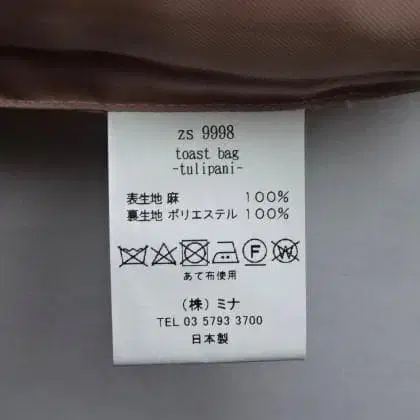 zs 9998
toast bag
-tulipani-
表生地 麻 100%
裏生地 ポリエステル 100%
F W
あて布使用
(株) ミナ
TEL 03 5793 3700
日本製